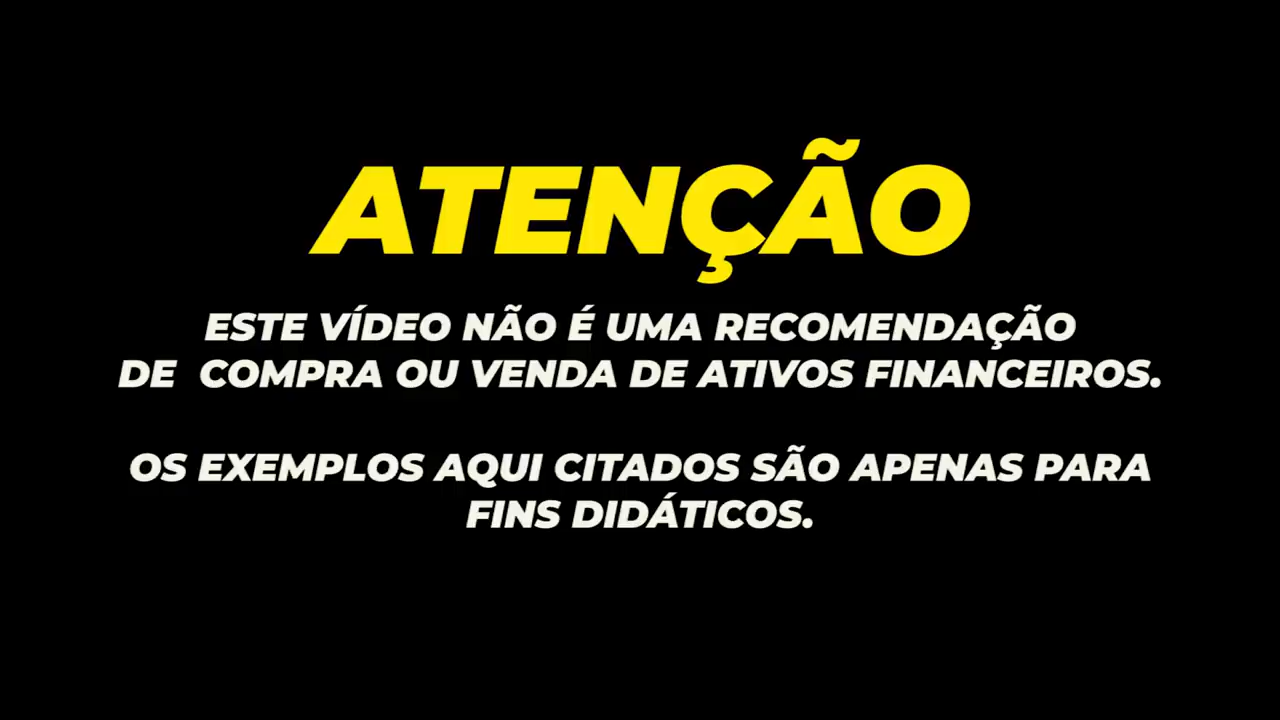 ATENÇÃO
ESTE VÍDEO NÃO É UMA RECOMENDAÇÃO
DE COMPRA OU VENDA DE ATIVOS FINANCEIROS.
OS EXEMPLOS AQUI CITADOS SÃO APENAS PARA
FINS DIDÁTICOS.